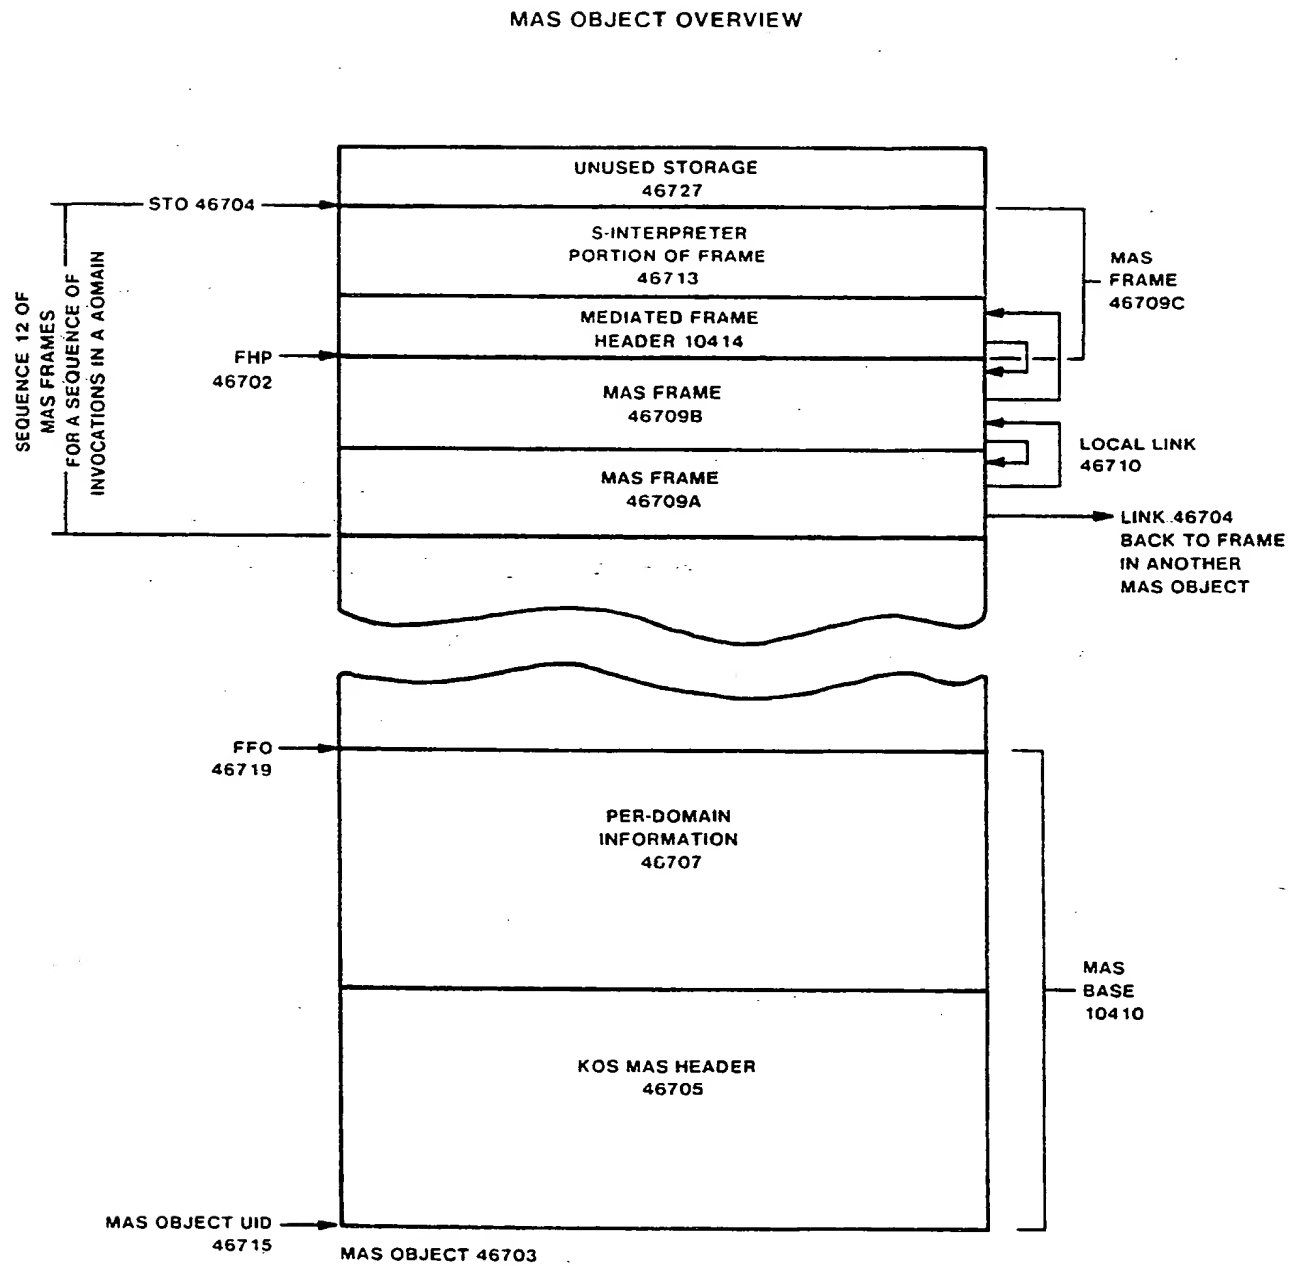 MAS OBJECT OVERVIEW
UNUSED STORAGE
46727
STO 46704
S-INTERPRETER
PORTION OF FRAME
46713
MAS
FRAME
46709C
MEDIATED FRAME
HEADER 10414
FHP
46702
MAS FRAME
46709B
SEQUENCE 12 OF
MAS FRAMES
FOR A SEQUENCE OF
INVOCATIONS IN A AOMAIN
LOCAL LINK
46710
MAS FRAME
46709A
LINK 46704
BACK TO FRAME
IN ANOTHER
MAS OBJECT
FFO
46719
PER-DOMAIN
INFORMATION
46707
MAS
BASE
10410
KOS MAS HEADER
46705
MAS OBJECT UID
46715
MAS OBJECT 46703